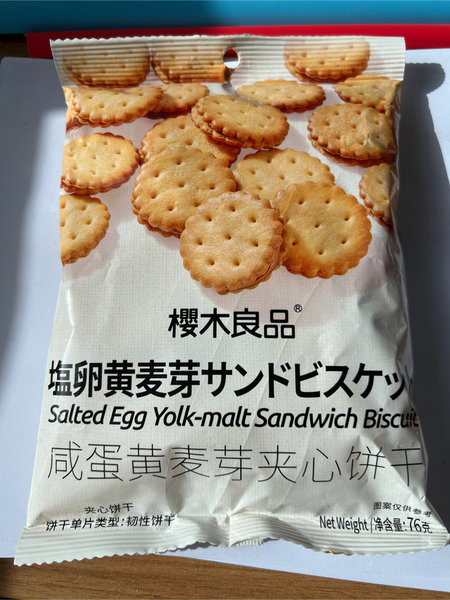 櫻木良品®
塩卵黄麦芽サンドビスケット
Salted Egg Yolk-malt Sandwich Biscuit
咸蛋黄麦芽夹心饼干
夹心饼干
饼干单片类型:韧性饼干
图案仅供参考
Net Weight/净含量:76克